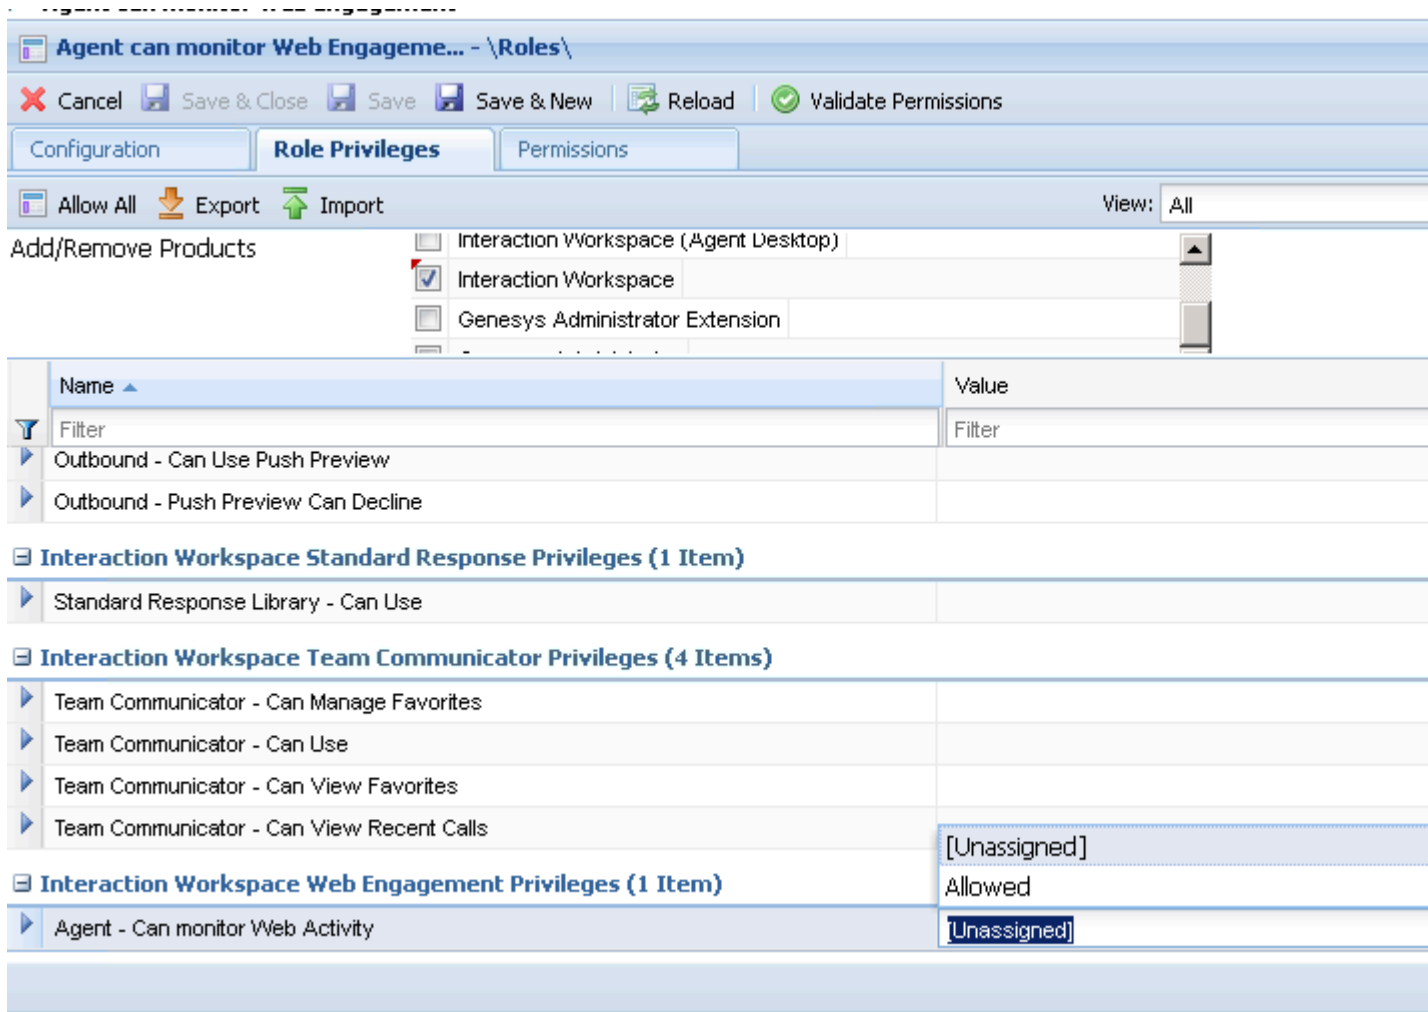 Agent can monitor Web Engagement
Agent can monitor Web Engageme... - \Roles\
Cancel Save & Close Save Save & New Reload Validate Permissions
Configuration Role Privileges Permissions
Allow All Export Import View: All
Add/Remove Products
Interaction Workspace (Agent Desktop)
Interaction Workspace
Genesys Administrator Extension
Name Value
Filter Filter
Outbound - Can Use Push Preview
Outbound - Push Preview Can Decline
Interaction Workspace Standard Response Privileges (1 Item)
Standard Response Library - Can Use
Interaction Workspace Team Communicator Privileges (4 Items)
Team Communicator - Can Manage Favorites
Team Communicator - Can Use
Team Communicator - Can View Favorites
Team Communicator - Can View Recent Calls
[Unassigned]
Interaction Workspace Web Engagement Privileges (1 Item)
Allowed
Agent - Can monitor Web Activity [Unassigned]